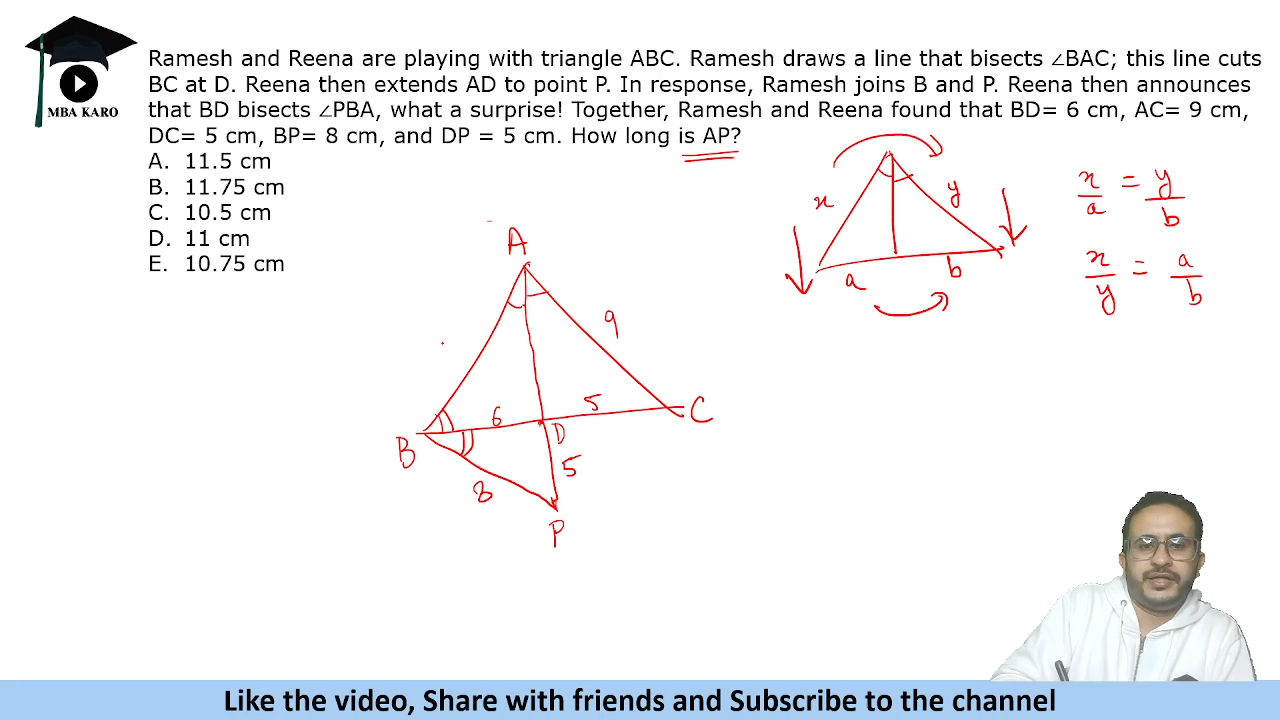 Ramesh and Reena are playing with triangle ABC. Ramesh draws a line that bisects ∠BAC; this line cuts
BC at D. Reena then extends AD to point P. In response, Ramesh joins B and P. Reena then announces
that BD bisects ∠PBA, what a surprise! Together, Ramesh and Reena found that BD= 6 cm, AC= 9 cm,
DC= 5 cm, BP= 8 cm, and DP = 5 cm. How long is AP?
MBA KARO
A. 11.5 cm
B. 11.75 cm
C. 10.5 cm
D. 11 cm
E. 10.75 cm
x y
a b
x/a = y/b
x/y = a/b
A
9
B 6 D 5 C
8 5
P
Like the video, Share with friends and Subscribe to the channel